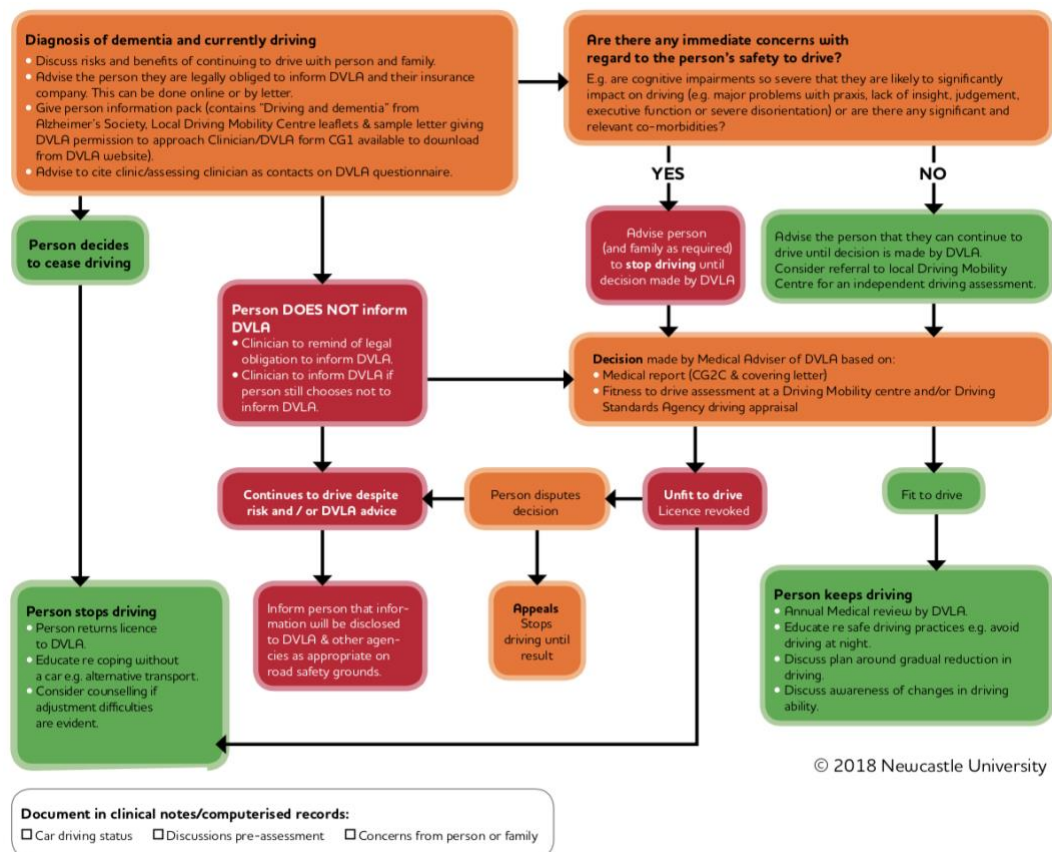 Diagnosis of dementia and currently driving
• Discuss risks and benefits of continuing to drive with person and family.
• Advise the person they are legally obliged to inform DVLA and their insurance
company. This can be done online or by
letter.
• Give person information pack (contains "Driving and dementia" from
Alzheimer's Society, Local Driving Mobility Centre leaflets & sample letter giving
DVLA permission to approach Clinician/DVLA form CG1 available to download
from DVLA website).
• Advise to cite clinic/assessing clinician as contacts on DVLA questionnaire.
Are there any immediate concerns with
regard to the person's safety to drive?
E.g. are cognitive impairments so severe that they are likely to significantly
impact on driving (e.g. major problems with praxis, lack of insight, judgement,
executive function or severe disorientation) or are there any significant and
relevant co-morbidities?
YES
NO
Person decides
to cease driving
Advise person
(and family as required)
to stop driving until
decision made by DVLA
Advise the person that they can continue to
drive until decision is made by DVLA.
Consider referral to local Driving Mobility
Centre for an independent driving assessment.
Person DOES NOT inform
DVLA
• Clinician to remind of legal
obligation to inform DVLA.
• Clinician to inform DVLA if
person still chooses not to
inform DVLA.
Decision made by Medical Adviser of DVLA based on:
• Medical report (CG2C & covering letter)
• Fitness to drive assessment at a Driving Mobility centre and/or Driving
Standards Agency driving appraisal
Continues to drive despite
risk and / or DVLA advice
Person disputes
decision
Unfit to drive
Licence revoked
Fit to drive
Person stops driving
• Person returns licence
to DVLA.
• Educate re coping without
a car e.g. alternative transport.
• Consider counselling if
adjustment difficulties
are evident.
Inform person that infor-
mation will be disclosed
to DVLA & other agen-
cies as appropriate on
road safety grounds.
Appeals
Stops
driving until
result
Person keeps driving
• Annual Medical review by DVLA.
• Educate re safe driving practices e.g. avoid
driving at night.
• Discuss plan around gradual reduction in
driving.
• Discuss awareness of changes in driving
ability.
© 2018 Newcastle University
Document in clinical notes/computerised records:
☐ Car driving status ☐ Discussions pre-assessment ☐ Concerns from person or family